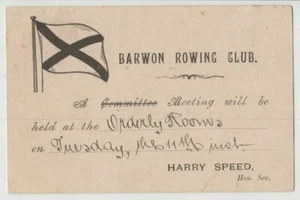 BARWON ROWING CLUB.
A Committee Meeting will be
held at the Orderly Rooms
on Tuesday, the 11th inst
HARRY SPEED,
Hon. Sec.